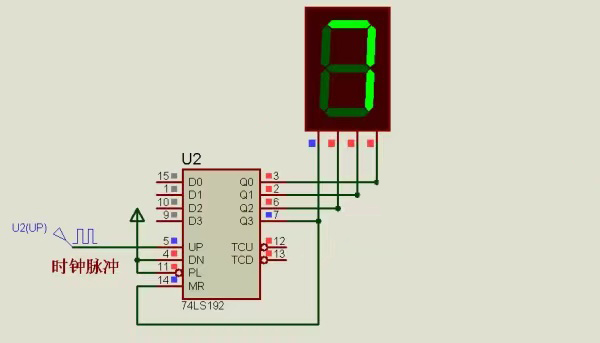 7
U2
15 D0 Q0 3
1 D1 Q1 2
10 D2 Q2 6
9 D3 Q3 7
U2(UP)
5 UP TCU 12
4 DN TCD 13
时钟脉冲
11 PL
14 MR
74LS192